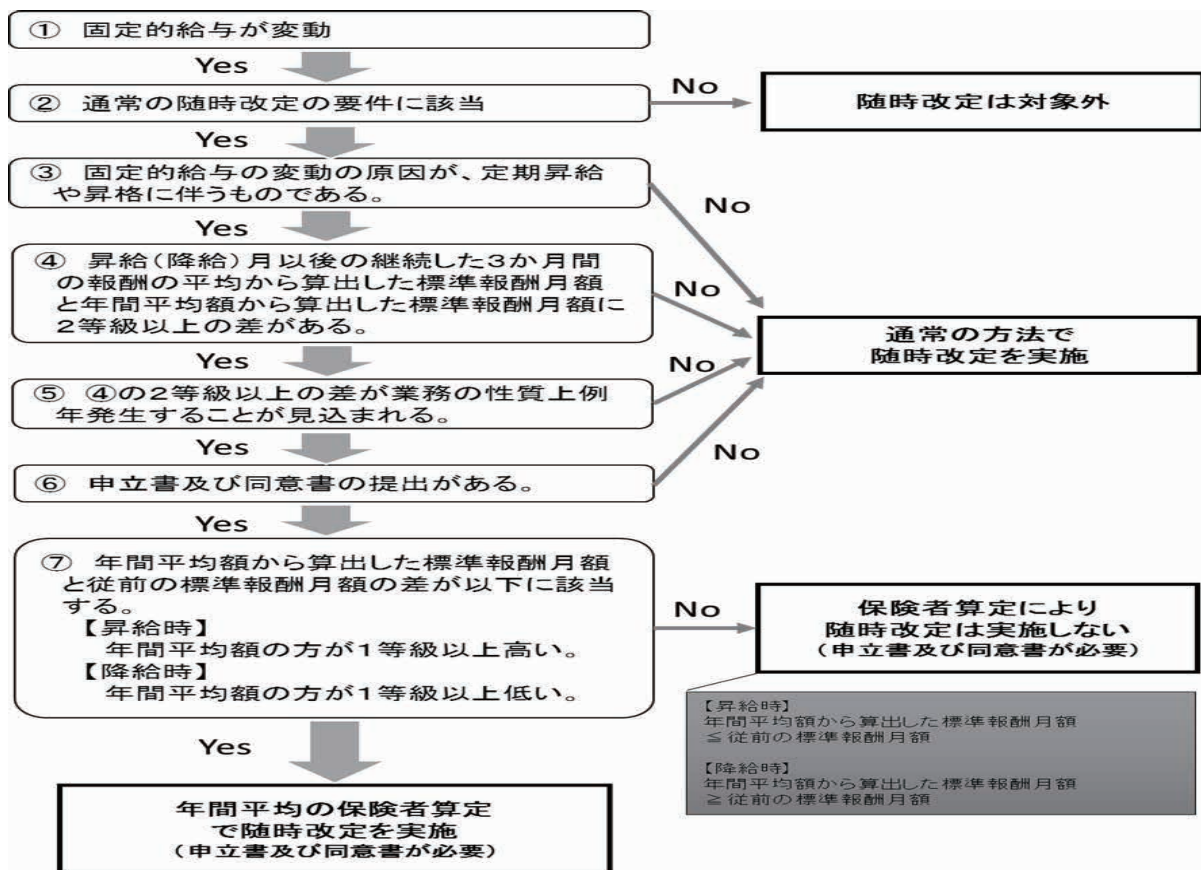 ① 固定的給与が変動
Yes
② 通常の随時改定の要件に該当
No
随時改定は対象外
Yes
③ 固定的給与の変動の原因が、定期昇給
や昇格に伴うものである。
No
Yes
④ 昇給(降給)月以後の継続した3か月間
の報酬の平均から算出した標準報酬月額
と年間平均額から算出した標準報酬月額に
2等級以上の差がある。
No
通常の方法で
随時改定を実施
Yes
No
⑤ ④の2等級以上の差が業務の性質上例
年発生することが見込まれる。
Yes
No
⑥ 申立書及び同意書の提出がある。
Yes
⑦ 年間平均額から算出した標準報酬月額
と従前の標準報酬月額の差が以下に該当
する。
【昇給時】
年間平均額の方が1等級以上高い。
【降給時】
年間平均額の方が1等級以上低い。
No
保険者算定により
随時改定は実施しない
(申立書及び同意書が必要)
【昇給時】
年間平均額から算出した標準報酬月額
≦従前の標準報酬月額
【降給時】
年間平均額から算出した標準報酬月額
≧従前の標準報酬月額
Yes
年間平均の保険者算定
で随時改定を実施
(申立書及び同意書が必要)